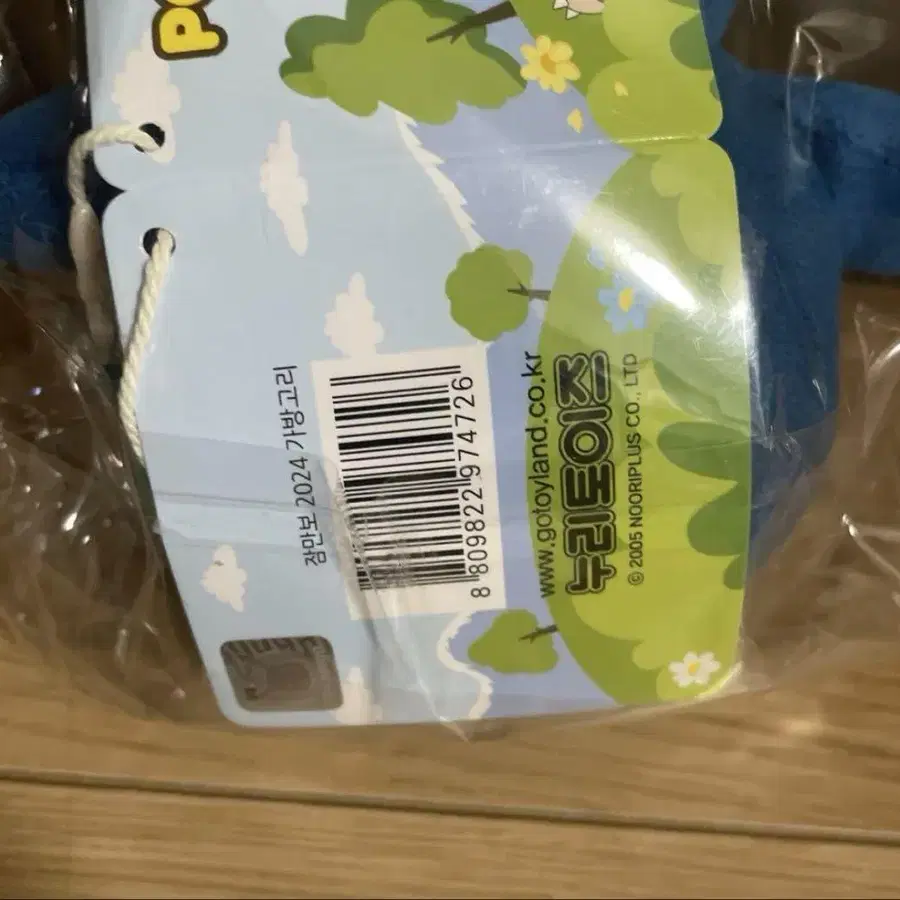 PO
잠만보 2024 가방고리
8 809822 974726
www.gotoyland.co.kr
누리토이즈
© 2005 NOORIPLUS CO., LTD